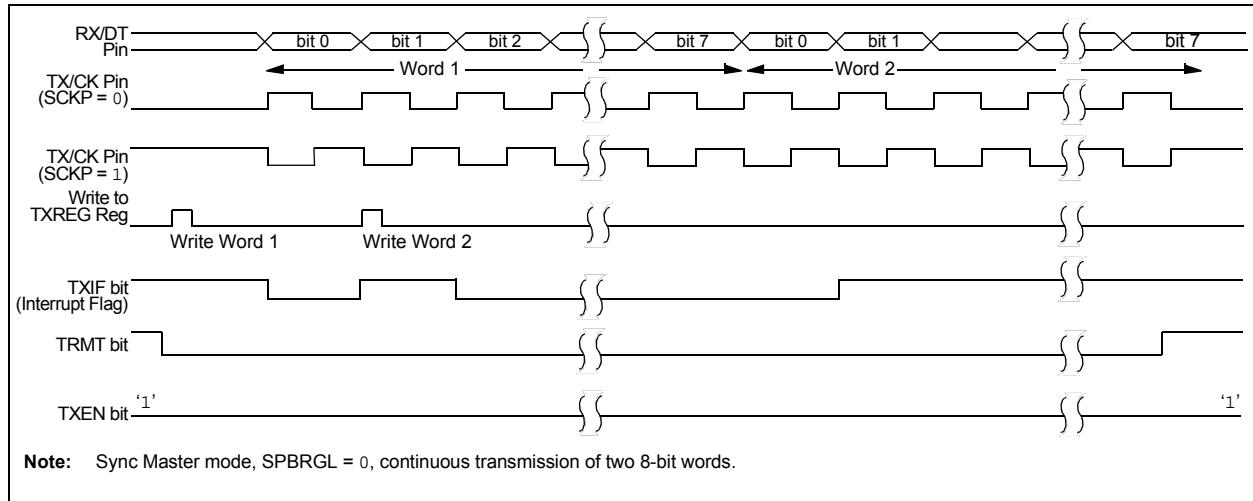 RX/DT
Pin
bit 0 bit 1 bit 2 bit 7 bit 0 bit 1 bit 7
Word 1 Word 2
TX/CK Pin
(SCKP = 0)
TX/CK Pin
(SCKP = 1)
Write to
TXREG Reg
Write Word 1 Write Word 2
TXIF bit
(Interrupt Flag)
TRMT bit
TXEN bit ‘1’ ‘1’
Note: Sync Master mode, SPBRGL = 0, continuous transmission of two 8-bit words.